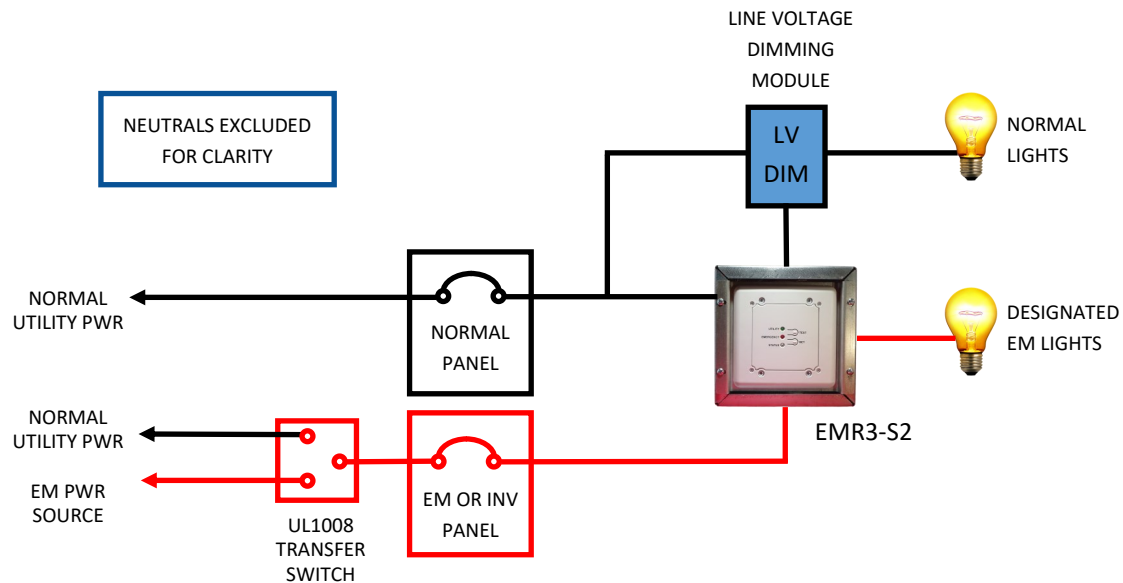 LINE VOLTAGE
DIMMING
MODULE
NEUTRALS EXCLUDED
FOR CLARITY
LV
DIM
NORMAL
LIGHTS
NORMAL
UTILITY PWR
NORMAL
PANEL
DESIGNATED
EM LIGHTS
EMR3-S2
NORMAL
UTILITY PWR
EM PWR
SOURCE
UL1008
TRANSFER
SWITCH
EM OR INV
PANEL